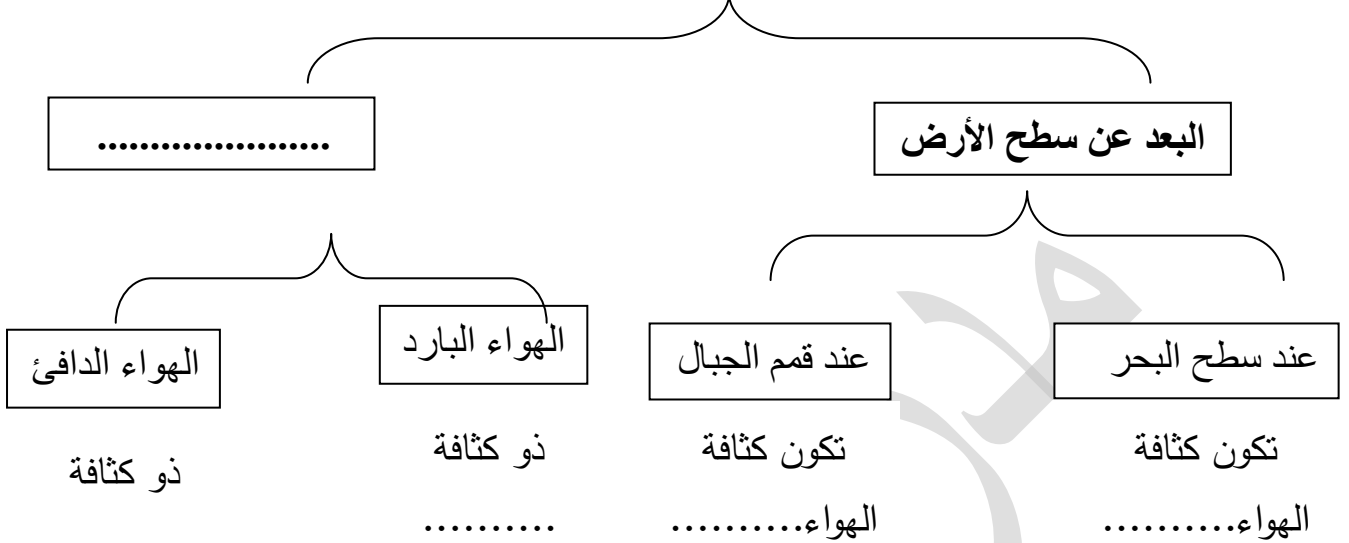 البعد عن سطح الأرض
......................
عند سطح البحر
عند قمم الجبال
الهواء البارد
الهواء الدافئ
تكون كثافة
الهواء..........
تكون كثافة
الهواء..........
ذو كثافة
..........
ذو كثافة